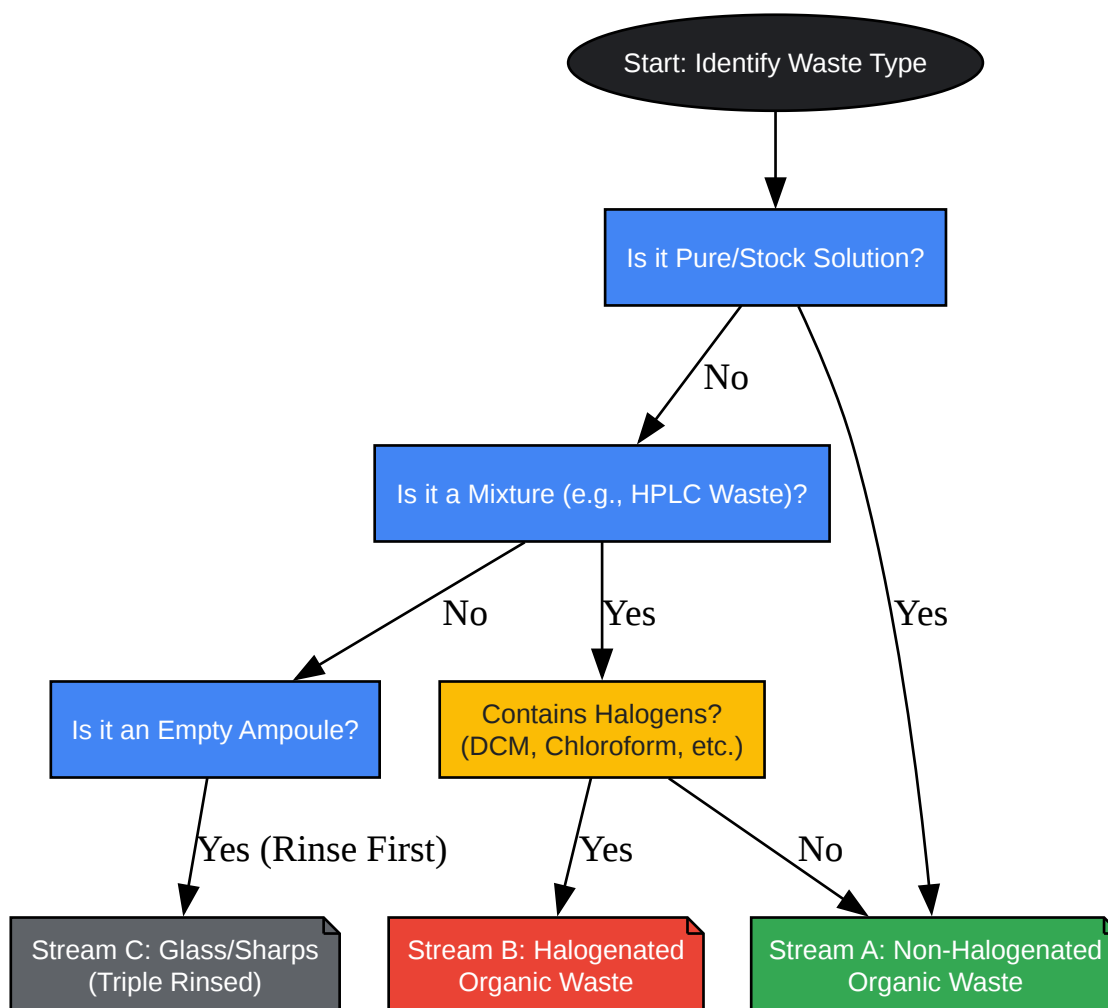 Start: Identify Waste Type
Is it Pure/Stock Solution?
No
Is it a Mixture (e.g., HPLC Waste)?
No
Yes
Yes
Is it an Empty Ampoule?
Contains Halogens?
(DCM, Chloroform, etc.)
Yes (Rinse First)
Yes
No
Stream C: Glass/Sharps
(Triple Rinsed)
Stream B: Halogenated
Organic Waste
Stream A: Non-Halogenated
Organic Waste